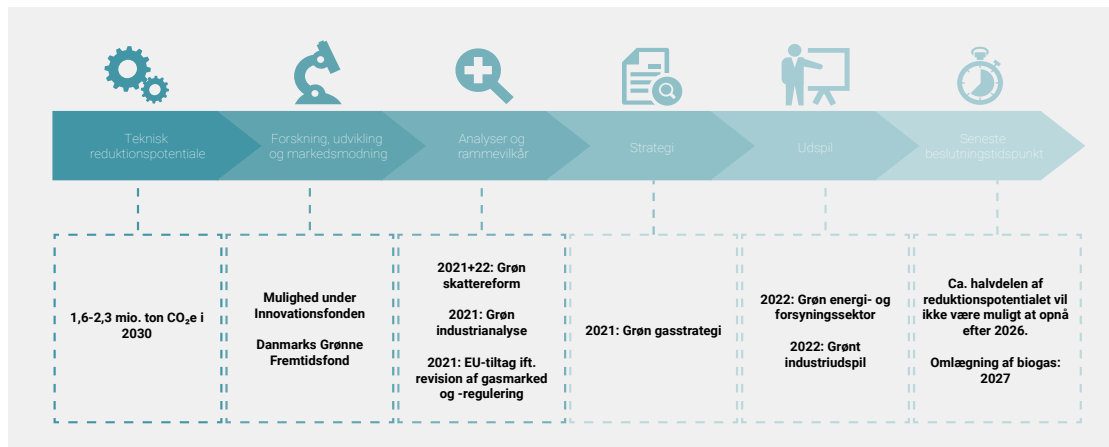 Teknisk
reduktionspotentiale
Forskning, udvikling
og markedsmodning
Analyser og
rammevilkår
Strategi
Udspil
Seneste
beslutningstidspunkt
1,6-2,3 mio. ton CO₂e i
2030
Mulighed under
Innovationsfonden
Danmarks Grønne
Fremtidsfond
2021+22: Grøn
skattereform
2021: Grøn
industrianalyse
2021: EU-tiltag ift.
revision af gasmarked
og -regulering
2021: Grøn gasstrategi
2022: Grøn energi- og
forsyningssektor
2022: Grønt
industriudspil
Ca. halvdelen af
reduktionspotentialet vil
ikke være muligt at opnå
efter 2026.
Omlægning af biogas:
2027